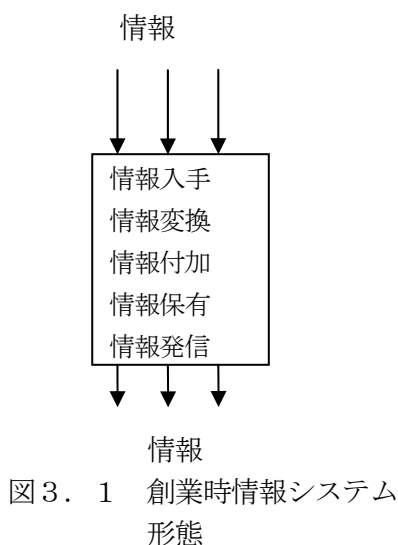 情報
情報入手
情報変換
情報付加
情報保有
情報発信
情報
図３．１　創業時情報システム
形態